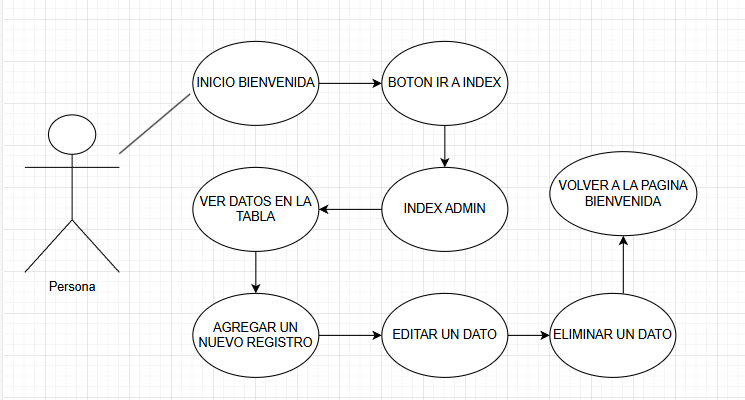 INICIO BIENVENIDA
BOTON IR A INDEX
VER DATOS EN LA
TABLA
INDEX ADMIN
VOLVER A LA PAGINA
BIENVENIDA
Persona
AGREGAR UN
NUEVO REGISTRO
EDITAR UN DATO
ELIMINAR UN DATO